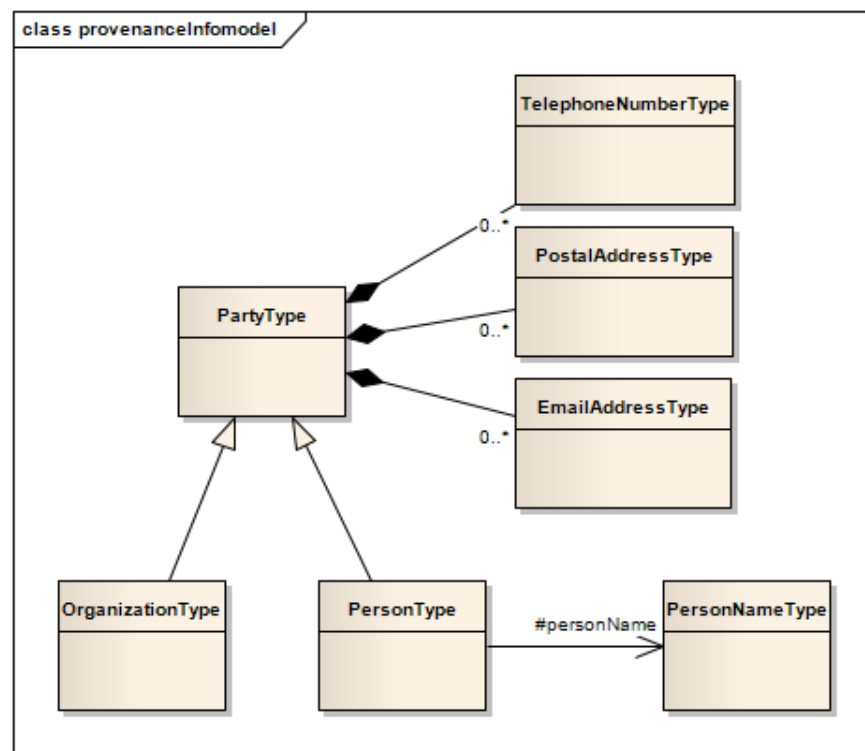 class provenanceInfomodel
TelephoneNumberType
0..*
PostalAddressType
PartyType
0..*
EmailAddressType
0..*
OrganizationType
PersonType
PersonNameType
#personName